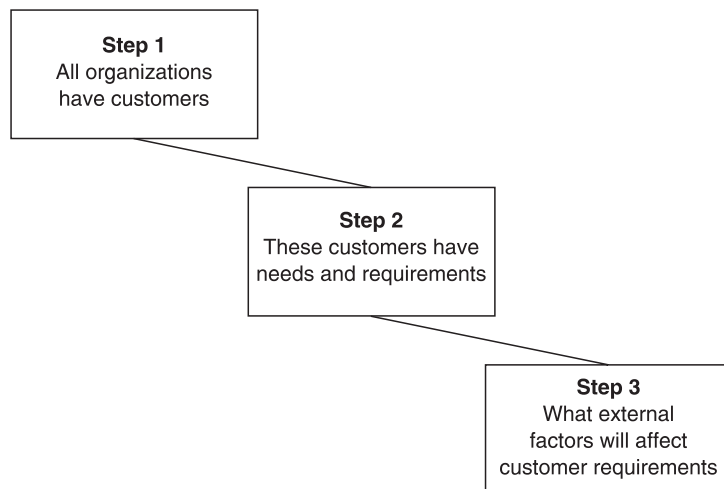 Step 1
All organizations
have customers
Step 2
These customers have
needs and requirements
Step 3
What external
factors will affect
customer requirements